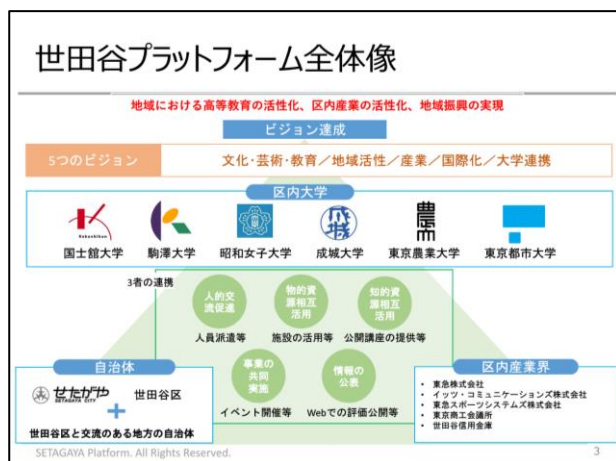 世田谷プラットフォーム全体像
地域における高等教育の活性化、区内産業の活性化、地域振興の実現
ビジョン達成
5つのビジョン
文化・芸術・教育/地域活性/産業/国際化/大学連携
区内大学
Kokushikan
国士館大学
駒澤大学
昭和女子大学
成城
成城大学
農大
東京農業大学
東京都市大学
3者の連携
人的交
流促進
物的資
源相互
活用
知的資
源相互
活用
人員派遣等
施設の活用等
公開講座の提供等
事業の
共同
実施
情報の
公表
イベント開催等
Webでの評価公開等
自治体
せたがや
SETAGAYA CITY
世田谷区
+
世田谷区と交流のある地方の自治体
区内産業界
• 東急株式会社
• イッツ・コミュニケーションズ株式会社
• 東急スポーツシステムズ株式会社
• 東京商工会議所
• 世田谷信用金庫
SETAGAYA Platform. All Rights Reserved.
3